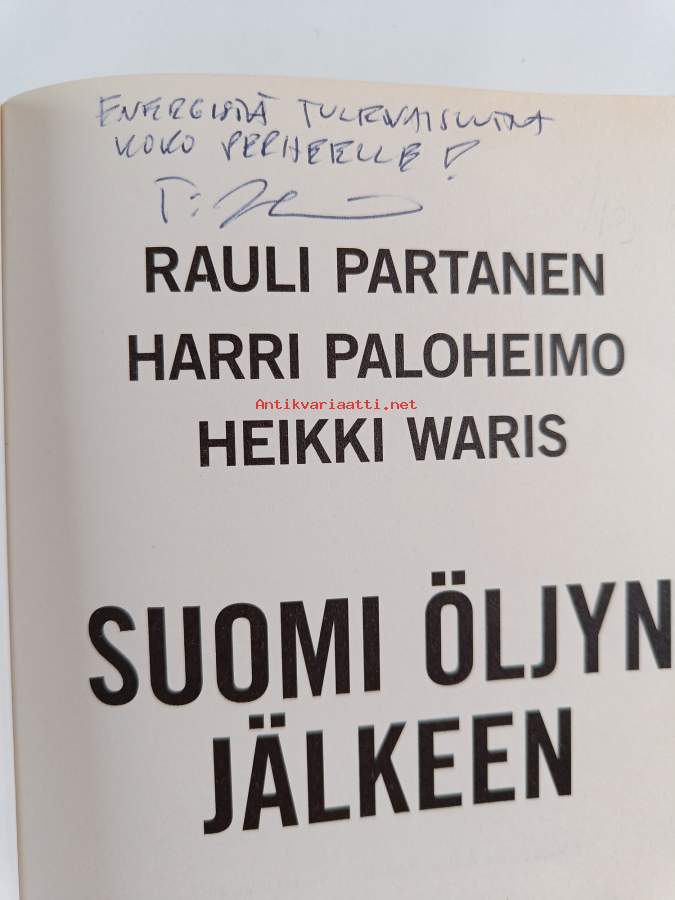 ENERGISTÄ TULEVAISUUTTA
KOKO PERHEELLE!
RAULI PARTANEN
HARRI PALOHEIMO
Antikvariaatti.net
HEIKKI WARIS
SUOMI ÖLJYN
JÄLKEEN